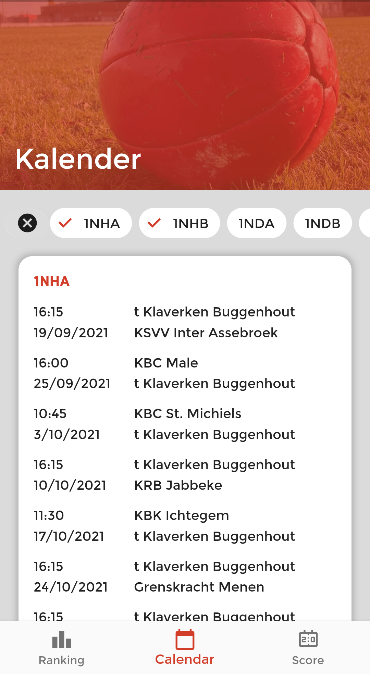 Kalender
1NHA 1NHB 1NDA 1NDB
1NHA
16:15 t Klaverken Buggenhout
19/09/2021 KSVV Inter Assebroek
16:00 KBC Male
25/09/2021 t Klaverken Buggenhout
10:45 KBC St. Michiels
3/10/2021 t Klaverken Buggenhout
16:15 t Klaverken Buggenhout
10/10/2021 KRB Jabbeke
11:30 KBK Ichtegem
17/10/2021 t Klaverken Buggenhout
16:15 t Klaverken Buggenhout
24/10/2021 Grenskracht Menen
16:15 t Klaverken Buggenhout
2:0
Ranking Calendar Score